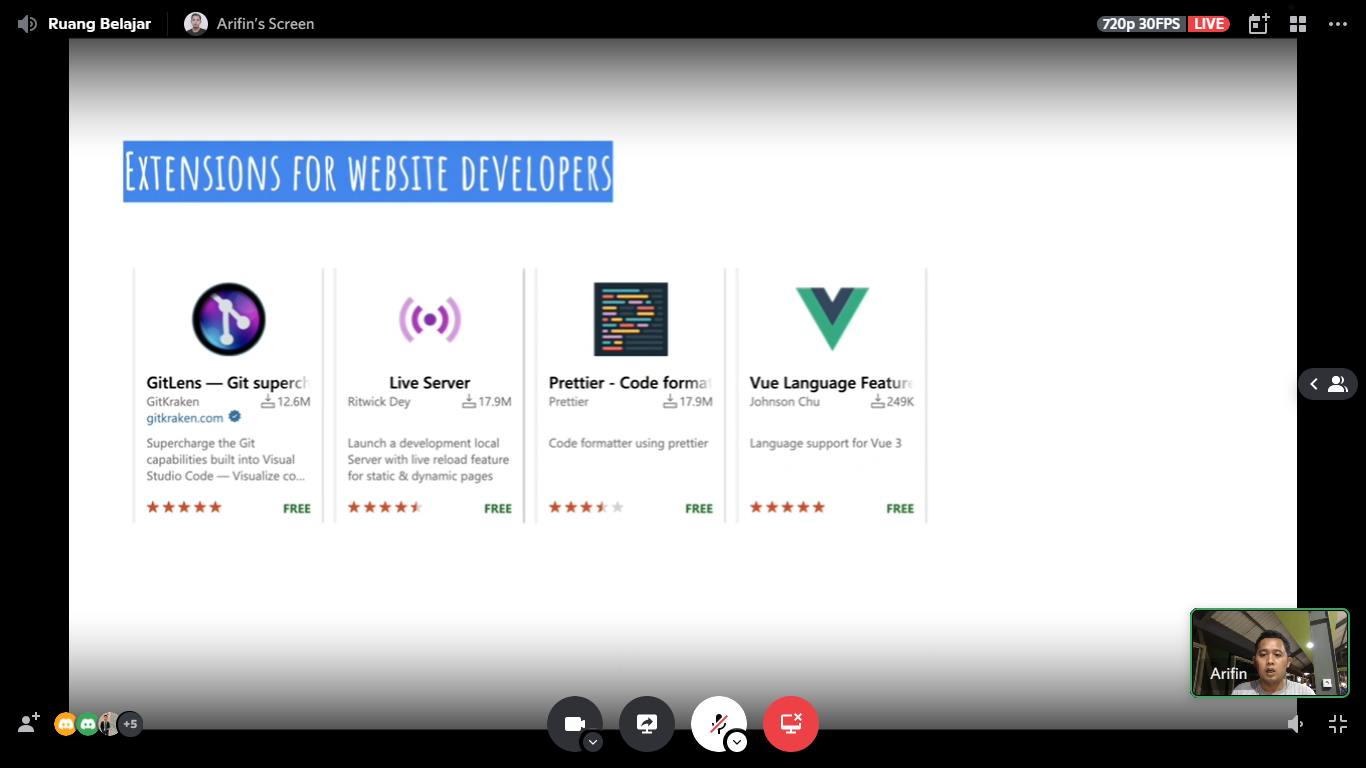 Ruang Belajar
Arifin's Screen
720p 30FPS LIVE
Extensions for website developers
GitLens — Git superch
GitKraken 12.6M
gitkraken.com
Supercharge the Git
capabilities built into Visual
Studio Code — Visualize co...
FREE
Live Server
Ritwick Dey 17.9M
Launch a development local
Server with live reload feature
for static & dynamic pages
FREE
Prettier - Code format
Prettier 17.9M
Code formatter using prettier
FREE
Vue Language Feature
Johnson Chu 249K
Language support for Vue 3
FREE
Arifin
+5